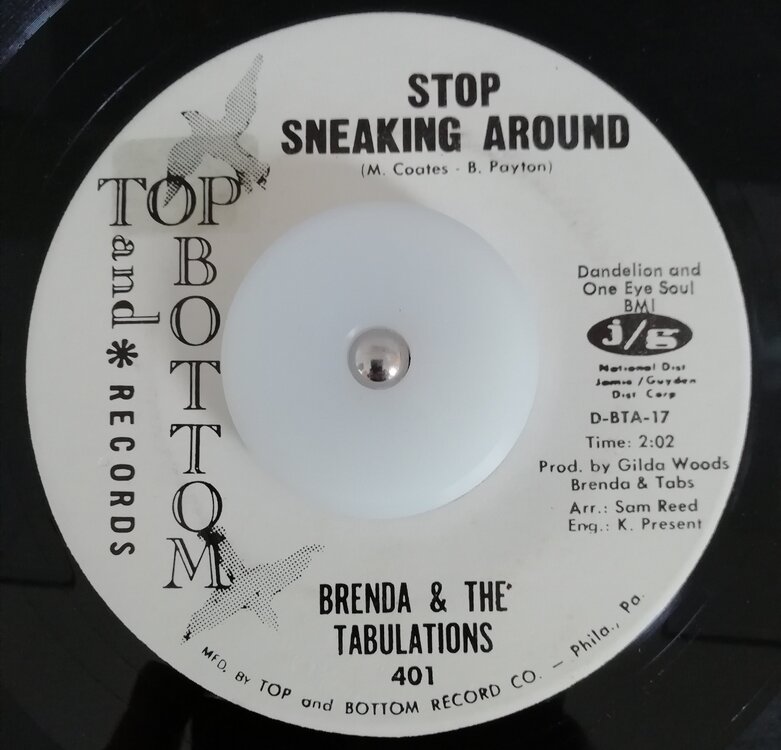 STOP
SNEAKING AROUND
(M. Coates - B. Payton)
TOP
and
BOTTOM
* RECORDS
Dandelion and
One Eye Soul
BMI
j/g
National Dist
Jamie/Guyden
Dist Corp
D-BTA-17
Time: 2:02
Prod. by Gilda Woods
Brenda & Tabs
Arr.: Sam Reed
Eng.: K. Present
BRENDA & THE
TABULATIONS
401
MFD. BY TOP and BOTTOM RECORD CO. — Phila., Pa.